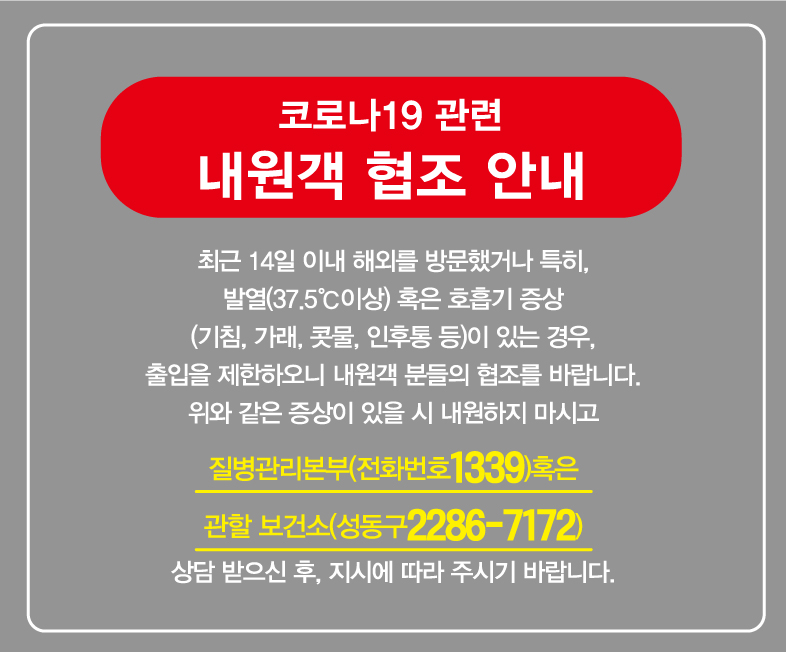 코로나19 관련
내원객 협조 안내
최근 14일 이내 해외를 방문했거나 특히,
발열(37.5℃이상) 혹은 호흡기 증상
(기침, 가래, 콧물, 인후통 등)이 있는 경우,
출입을 제한하오니 내원객 분들의 협조를 바랍니다.
위와 같은 증상이 있을 시 내원하지 마시고
질병관리본부(전화번호1339)혹은
관할 보건소(성동구2286-7172)
상담 받으신 후, 지시에 따라 주시기 바랍니다.